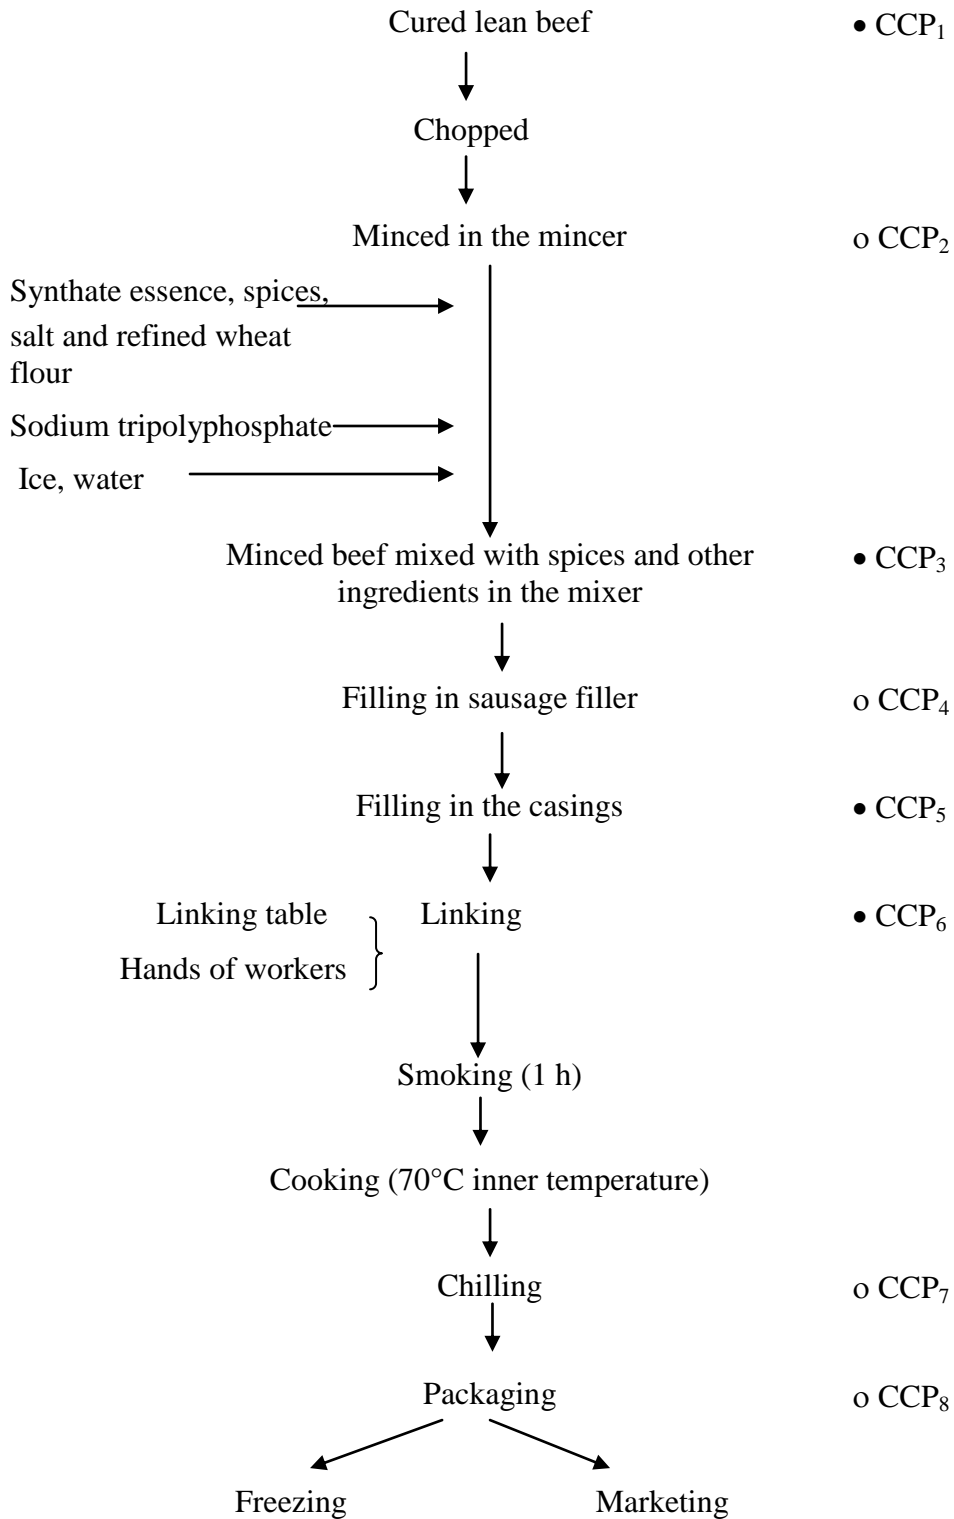 Cured lean beef • CCP₁
Chopped
Minced in the mincer o CCP₂
Synthate essence, spices,
salt and refined wheat
flour
Sodium tripolyphosphate
Ice, water
Minced beef mixed with spices and other • CCP₃
ingredients in the mixer
Filling in sausage filler o CCP₄
Filling in the casings • CCP₅
Linking table Linking • CCP₆
Hands of workers
Smoking (1 h)
Cooking (70°C inner temperature)
Chilling o CCP₇
Packaging o CCP₈
Freezing Marketing